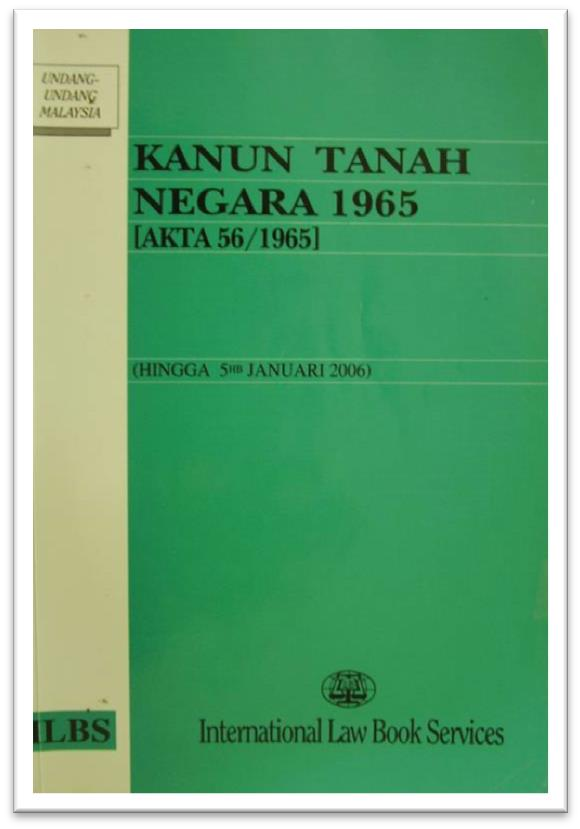 UNDANG-
UNDANG
MALAYSIA
KANUN TANAH
NEGARA 1965
[AKTA 56/1965]
(HINGGA 5HB JANUARI 2006)
ILBS
International Law Book Services